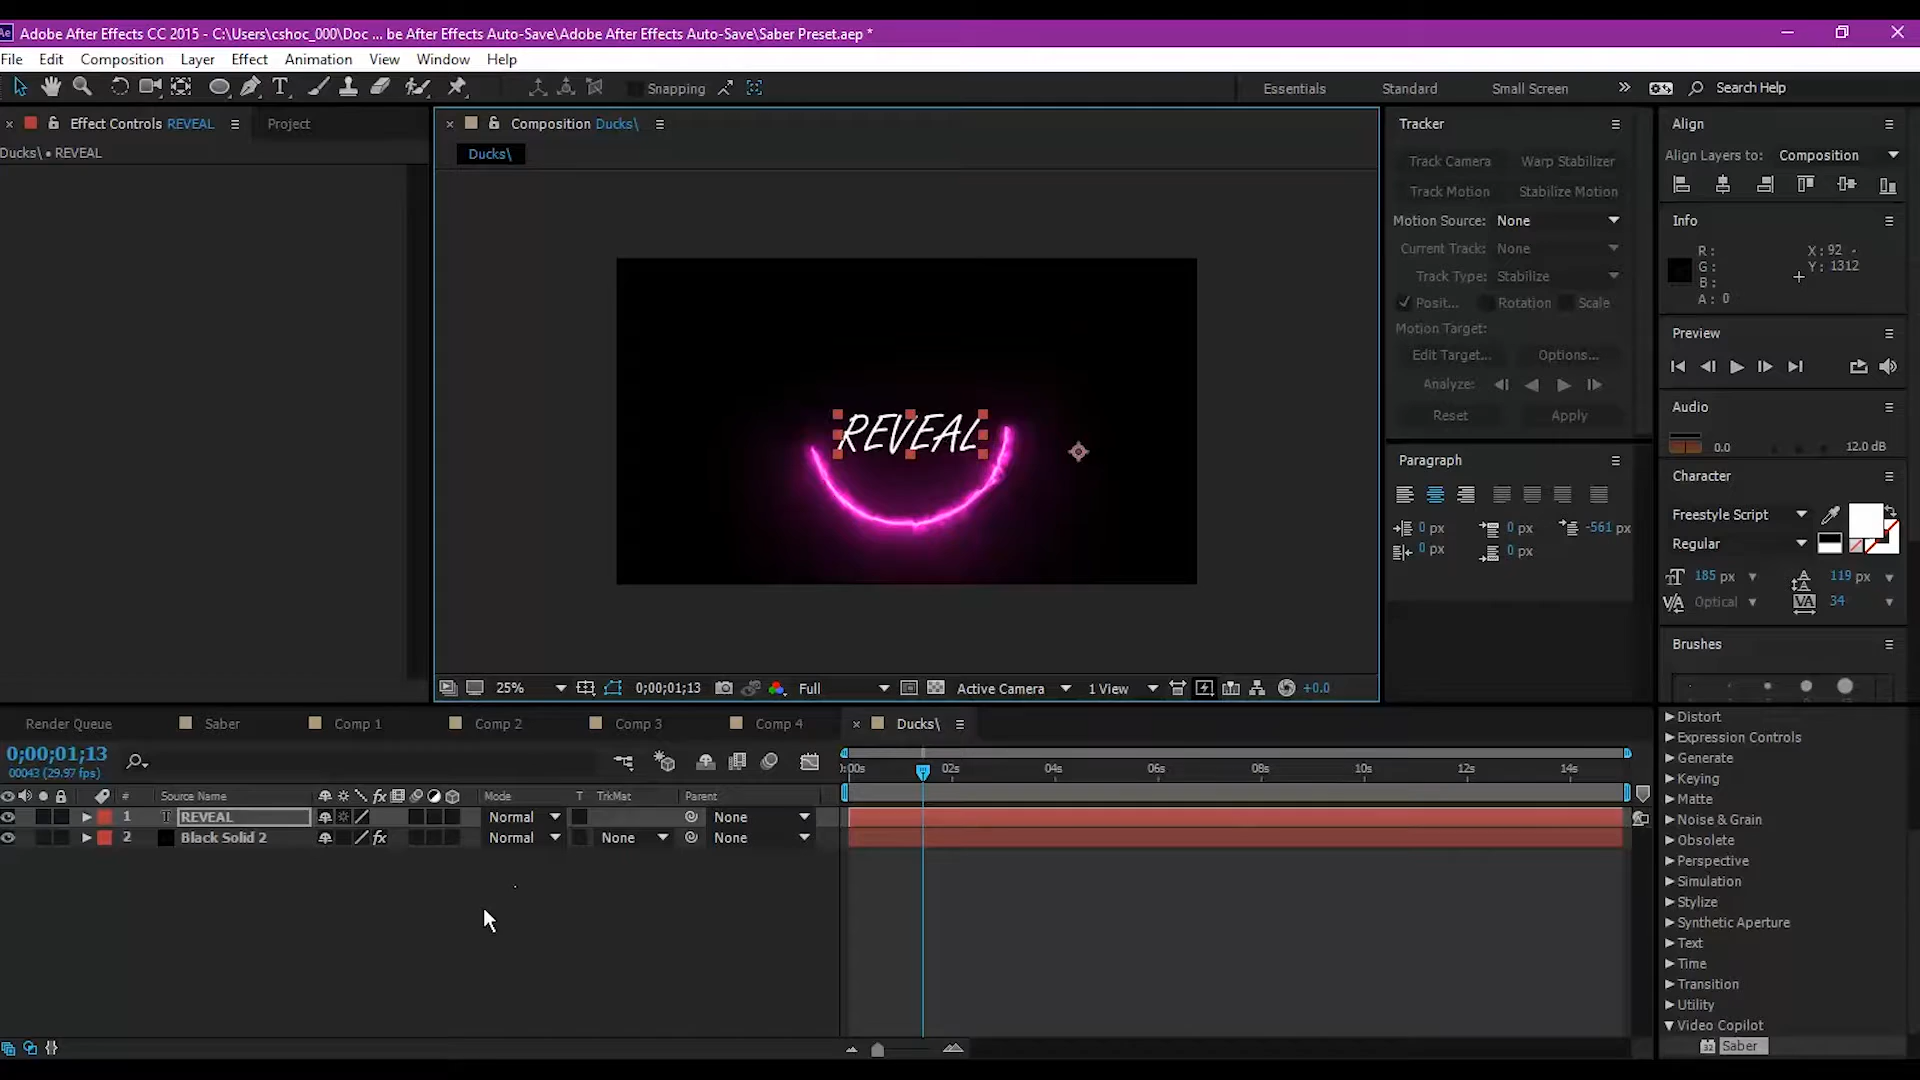 Adobe After Effects CC 2015 - C:\Users\cshoc_000\Doc ... be After Effects Auto-Save\Adobe After Effects Auto-Save\Saber Preset.aep *
File Edit Composition Layer Effect Animation View Window Help
Snapping Essentials Standard Small Screen Search Help
Effect Controls REVEAL Project
Ducks\ • REVEAL
Composition Ducks\
Ducks\
REVEAL
25% 0;00;01;13 Full Active Camera 1 View +0.0
Tracker
Track Camera Warp Stabilizer
Track Motion Stabilize Motion
Motion Source: None
Current Track: None
Track Type: Stabilize
Posit... Rotation Scale
Motion Target:
Edit Target... Options...
Analyze:
Reset Apply
Paragraph
0 px 0 px -561 px
0 px 0 px
Align
Align Layers to: Composition
Info
R: X: 92
G: Y: 1312
B:
A: 0
Preview
Audio
0.0 12.0 dB
Character
Freestyle Script
Regular
185 px 119 px
Optical 34
Brushes
Render Queue Saber Comp 1 Comp 2 Comp 3 Comp 4 Ducks\
0;00;01;13
00043 (29.97 fps)
:00s 02s 04s 06s 08s 10s 12s 14s
# Source Name Mode T TrkMat Parent
1 T REVEAL Normal None
2 Black Solid 2 fx Normal None None
Distort
Expression Controls
Generate
Keying
Matte
Noise & Grain
Obsolete
Perspective
Simulation
Stylize
Synthetic Aperture
Text
Time
Transition
Utility
Video Copilot
32 Saber